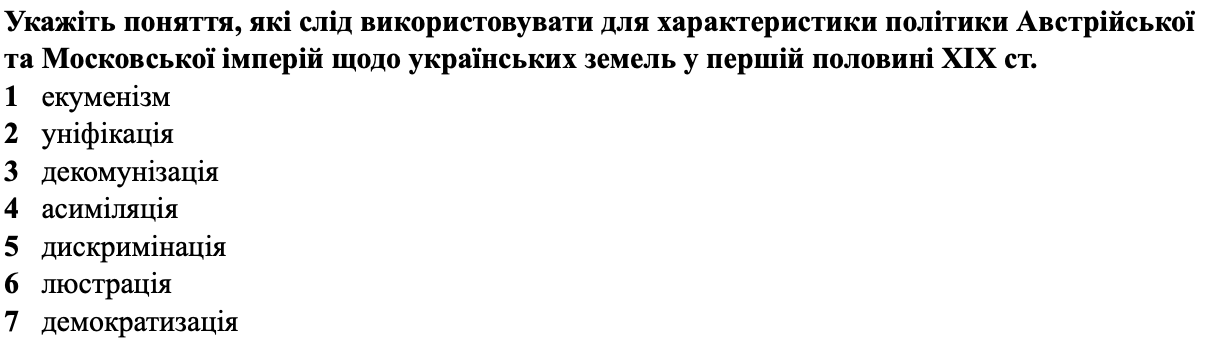 Укажіть поняття, які слід використовувати для характеристики політики Австрійської
та Московської імперій щодо українських земель у першій половині XIX ст.
1 екуменізм
2 уніфікація
3 декомунізація
4 асиміляція
5 дискримінація
6 люстрація
7 демократизація